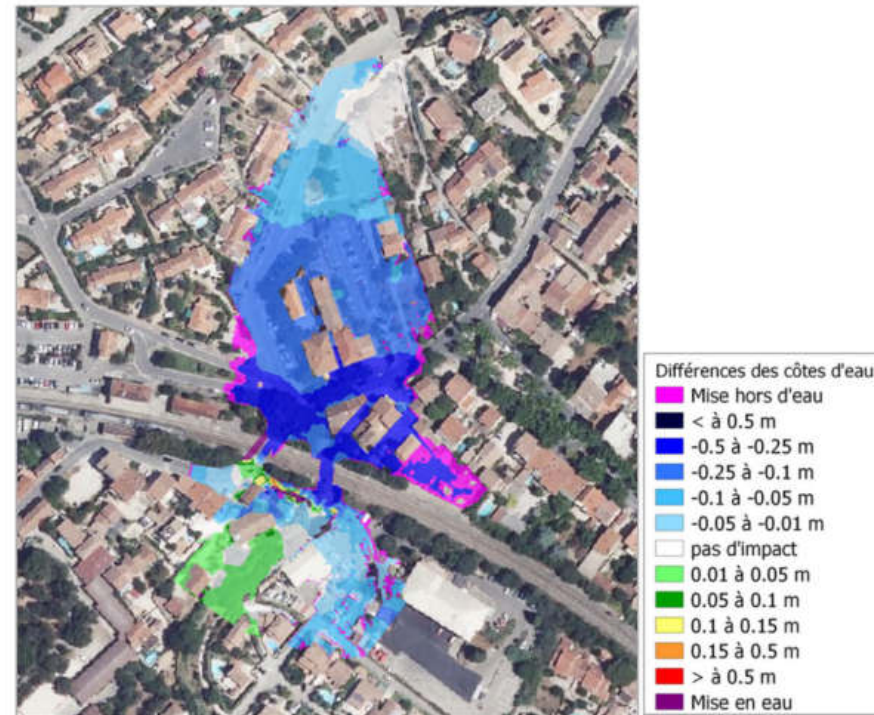 Différences des côtes d'eau
Mise hors d'eau
< à 0.5 m
-0.5 à -0.25 m
-0.25 à -0.1 m
-0.1 à -0.05 m
-0.05 à -0.01 m
pas d'impact
0.01 à 0.05 m
0.05 à 0.1 m
0.1 à 0.15 m
0.15 à 0.5 m
> à 0.5 m
Mise en eau